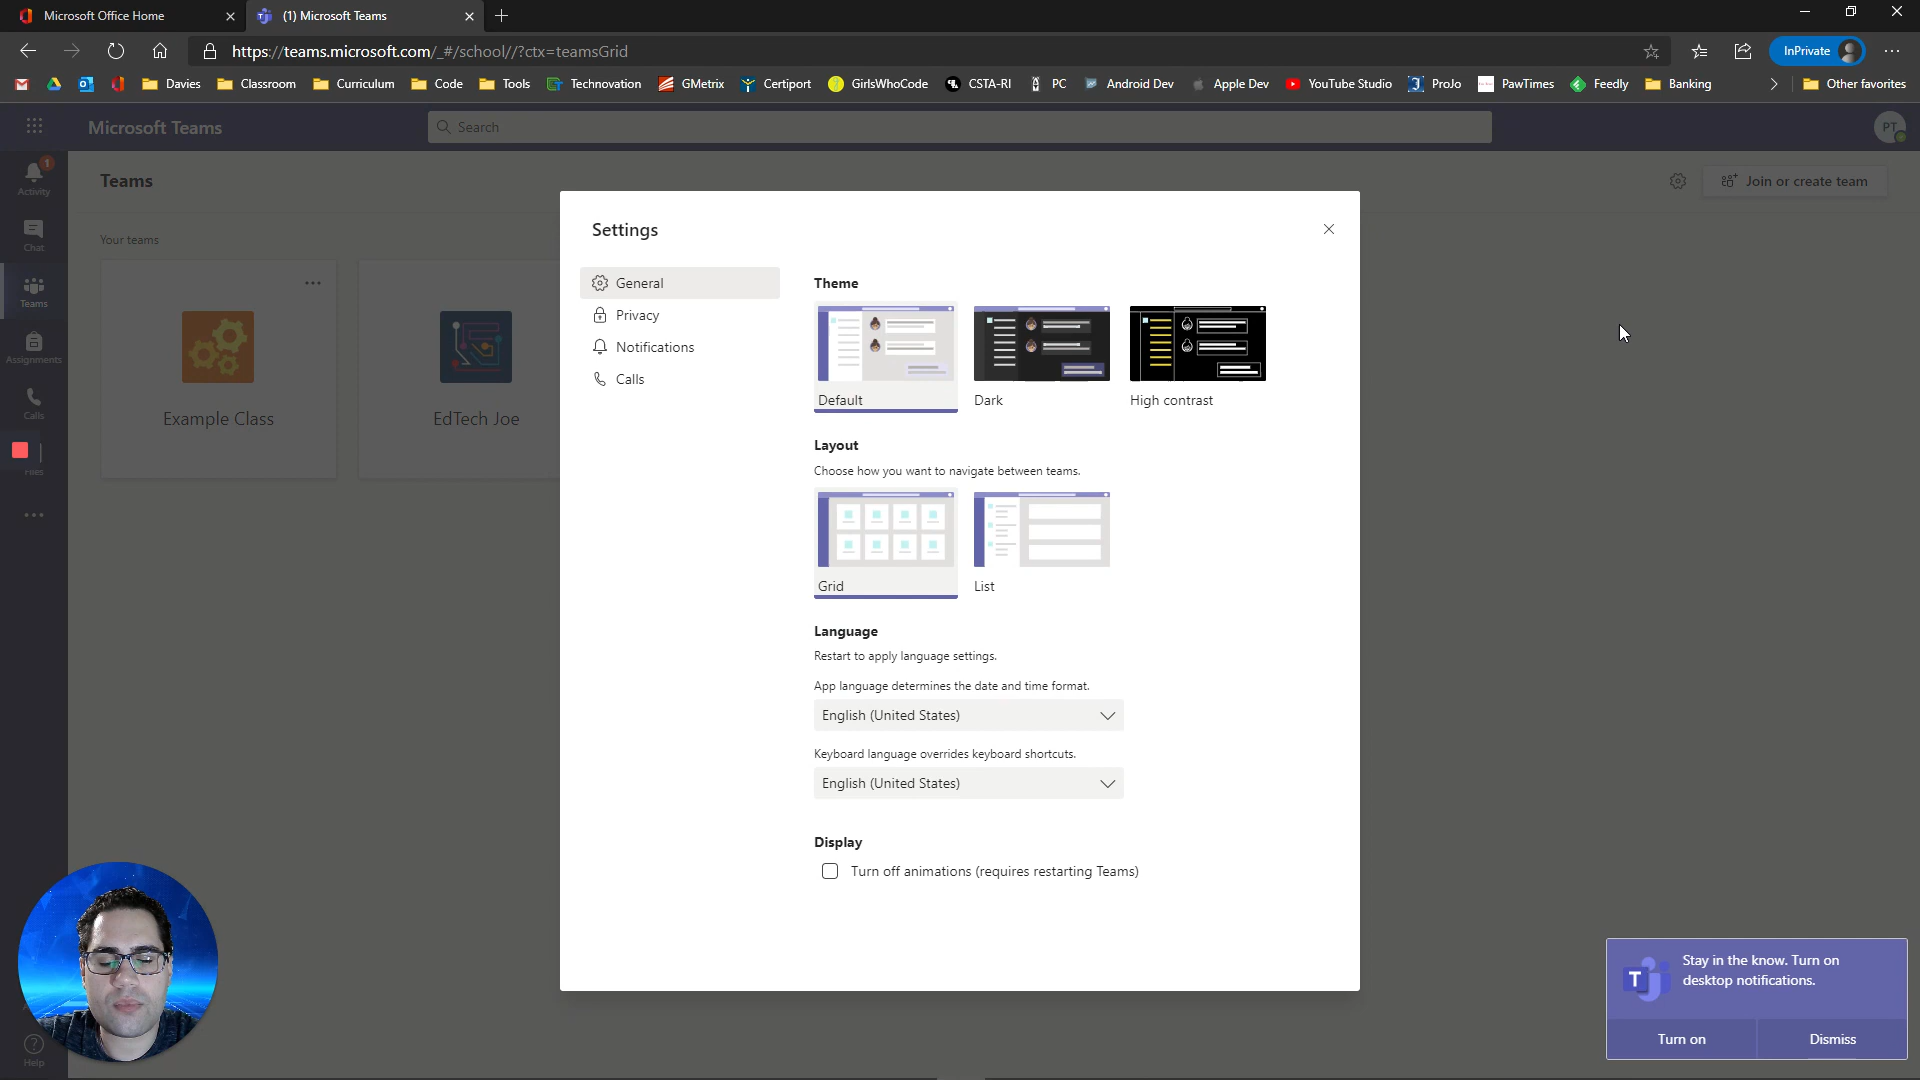 Microsoft Office Home
(1) Microsoft Teams
https://teams.microsoft.com/_#/school//?ctx=teamsGrid
InPrivate
Davies
Classroom
Curriculum
Code
Tools
Technovation
GMetrix
Certiport
GirlsWhoCode
CSTA-RI
PC
Android Dev
Apple Dev
YouTube Studio
ProJo
PawTimes
Feedly
Banking
Other favorites
Microsoft Teams
Search
PT
1
Activity
Chat
Teams
Assignments
Calls
Files
Help
Teams
Join or create team
Your teams
Example Class
EdTech Joe
Settings
General
Privacy
Notifications
Calls
Theme
Default
Dark
High contrast
Layout
Choose how you want to navigate between teams.
Grid
List
Language
Restart to apply language settings.
App language determines the date and time format.
English (United States)
Keyboard language overrides keyboard shortcuts.
English (United States)
Display
Turn off animations (requires restarting Teams)
T
Stay in the know. Turn on
desktop notifications.
Turn on
Dismiss